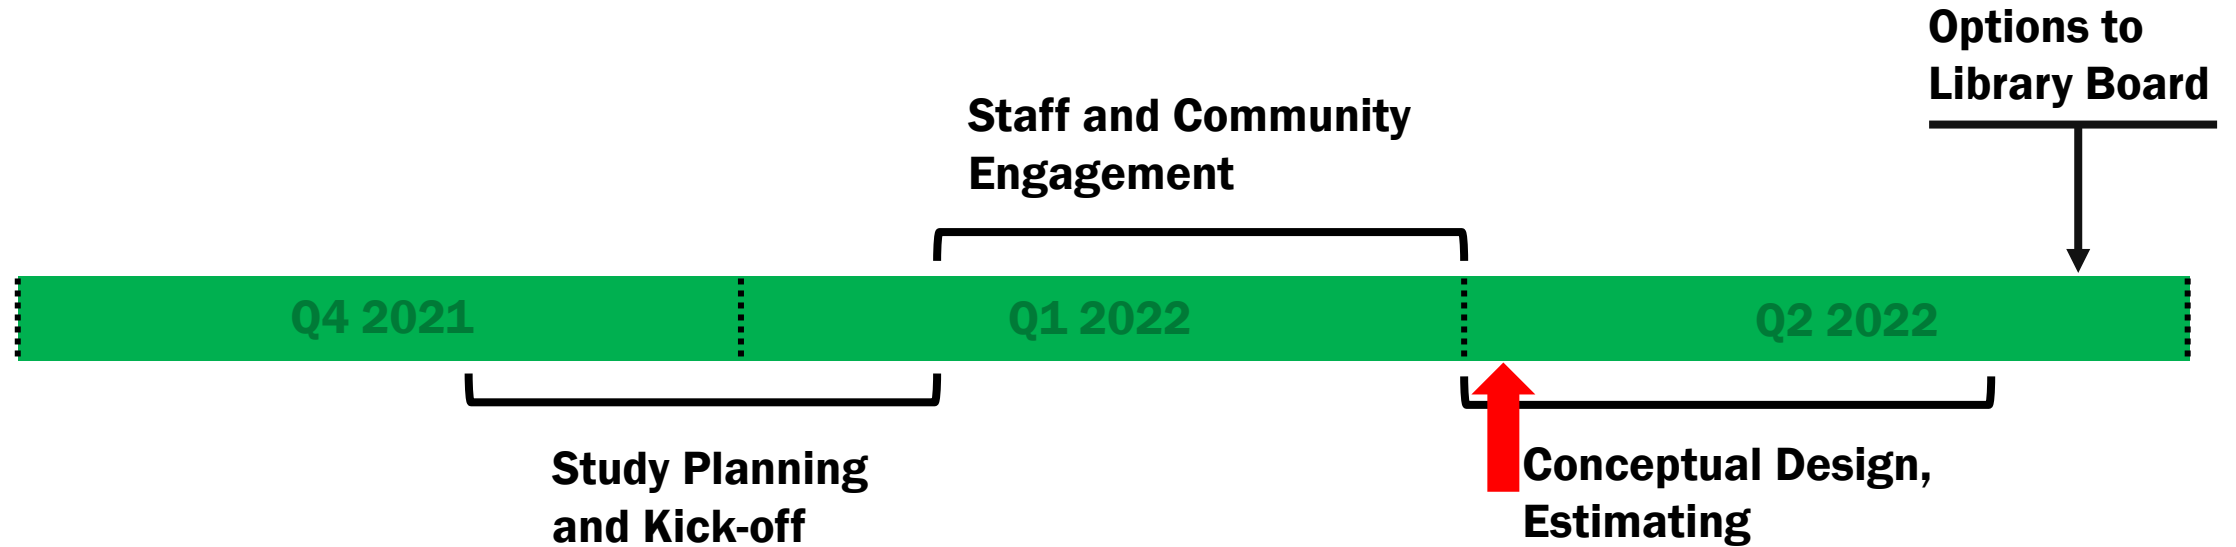 Options to
Library Board
Staff and Community
Engagement
Q4 2021
Q1 2022
Q2 2022
Study Planning
and Kick-off
Conceptual Design,
Estimating